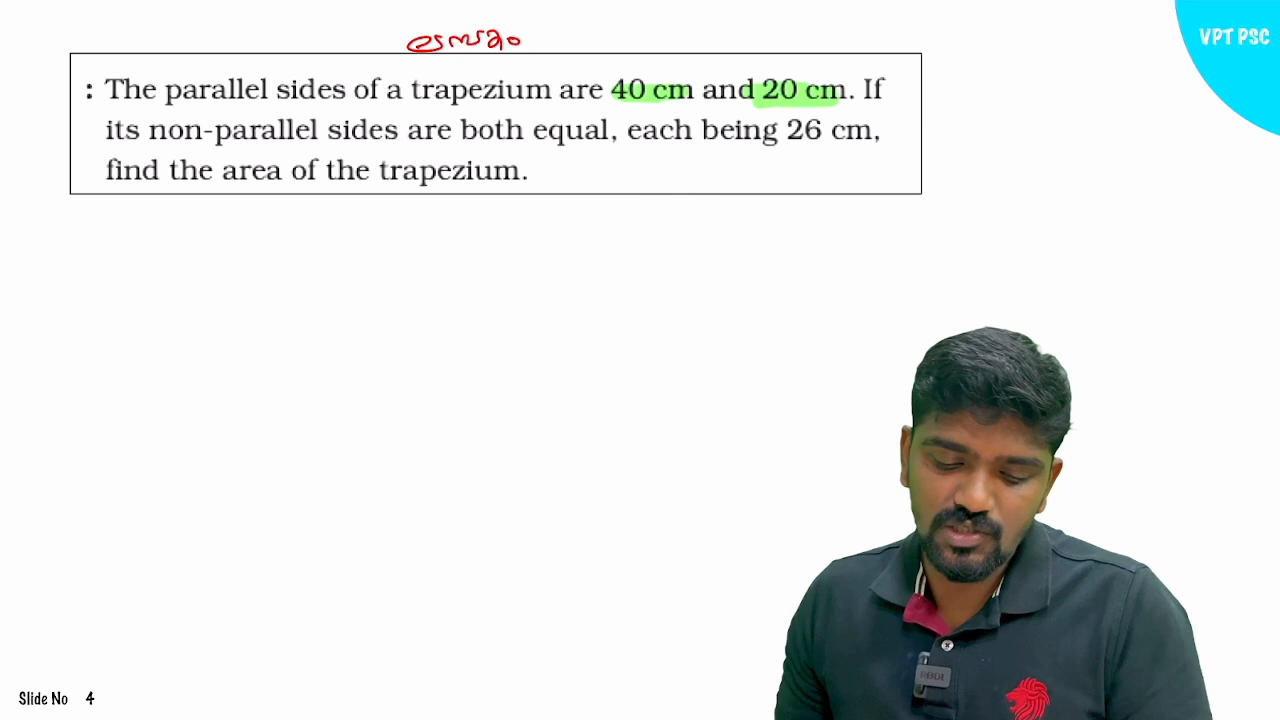 VPT PSC
: The parallel sides of a trapezium are 40 cm and 20 cm. If
its non-parallel sides are both equal, each being 26 cm,
find the area of the trapezium.
Slide No 4